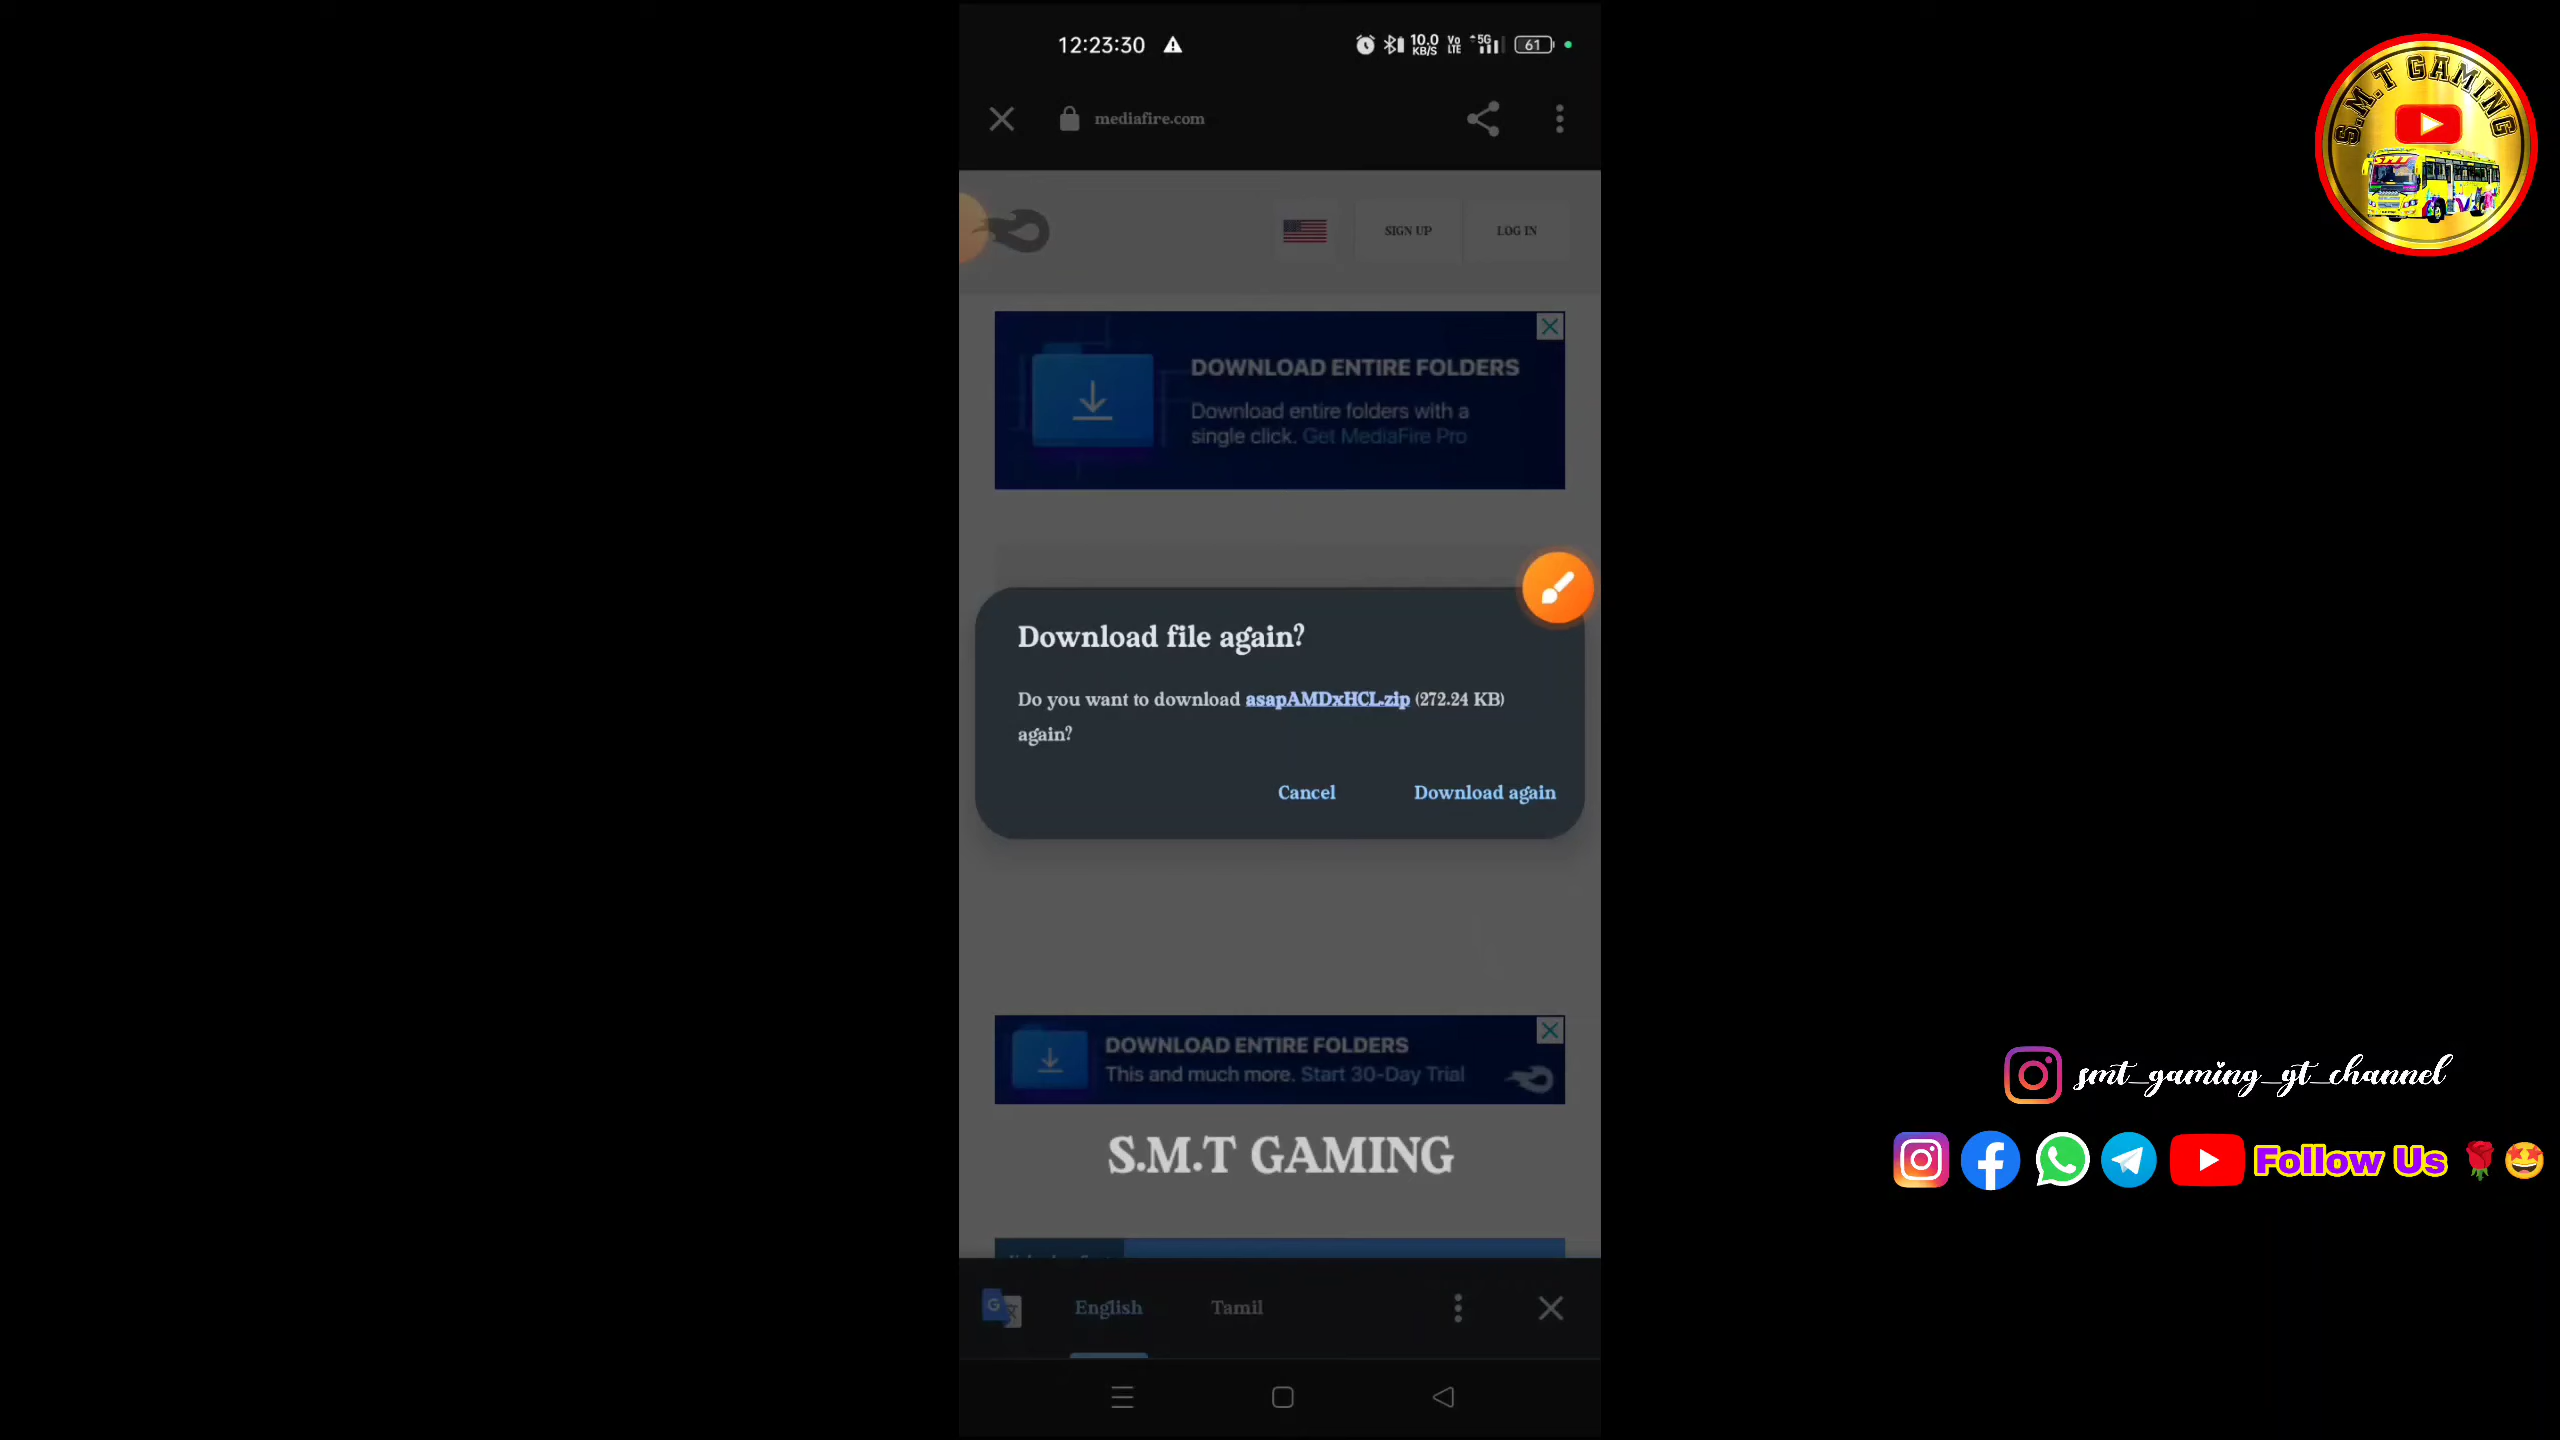 12:23:30
10.0
KB/S
Vo
LTE
5G
61
mediafire.com
S.M.T GAMING
SIGN UP
LOG IN
DOWNLOAD ENTIRE FOLDERS
Download entire folders with a
single click. Get MediaFire Pro
Download file again?
Do you want to download asapAMDxHCL.zip (272.24 KB)
again?
Cancel
Download again
DOWNLOAD ENTIRE FOLDERS
This and much more. Start 30-Day Trial
smt_gaming_yt_channel
S.M.T GAMING
Follow Us
English
Tamil